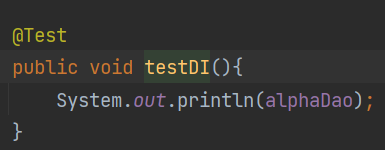 @Test
public void testDI(){
    System.out.println(alphaDao);
}